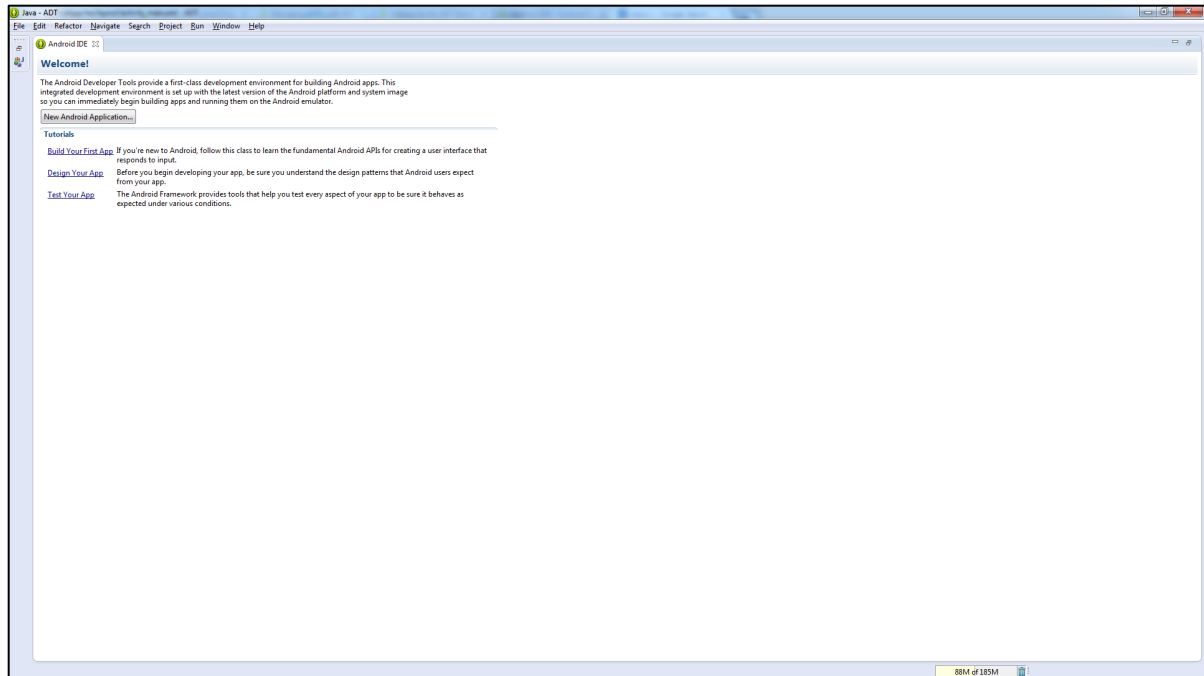 Java - ADT
File Edit Refactor Navigate Search Project Run Window Help
Android IDE
Welcome!
The Android Developer Tools provide a first-class development environment for building Android apps. This
integrated development environment is set up with the latest version of the Android platform and system image
so you can immediately begin building apps and running them on the Android emulator.
New Android Application...
Tutorials
Build Your First App If you're new to Android, follow this class to learn the fundamental Android APIs for creating a user interface that
responds to input.
Design Your App Before you begin developing your app, be sure you understand the design patterns that Android users expect
from your app.
Test Your App The Android Framework provides tools that help you test every aspect of your app to be sure it behaves as
expected under various conditions.
88M of 185M